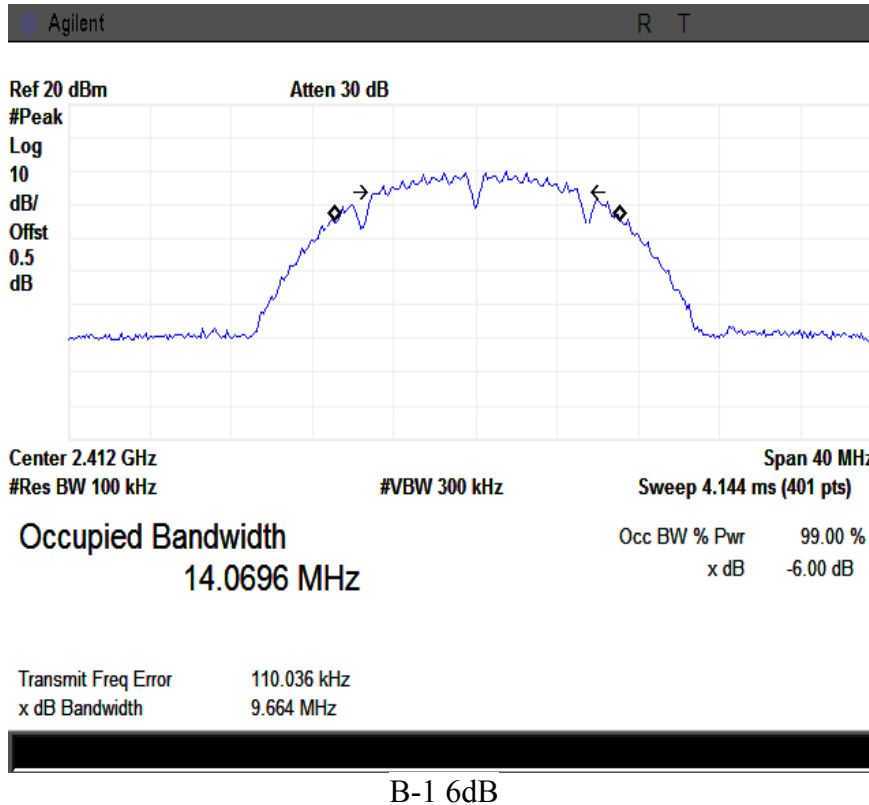 Agilent R T
Ref 20 dBm Atten 30 dB
#Peak
Log
10
dB/
Offst
0.5
dB
Center 2.412 GHz Span 40 MHz
#Res BW 100 kHz #VBW 300 kHz Sweep 4.144 ms (401 pts)
Occupied Bandwidth Occ BW % Pwr 99.00 %
14.0696 MHz x dB -6.00 dB
Transmit Freq Error 110.036 kHz
x dB Bandwidth 9.664 MHz
B-1 6dB